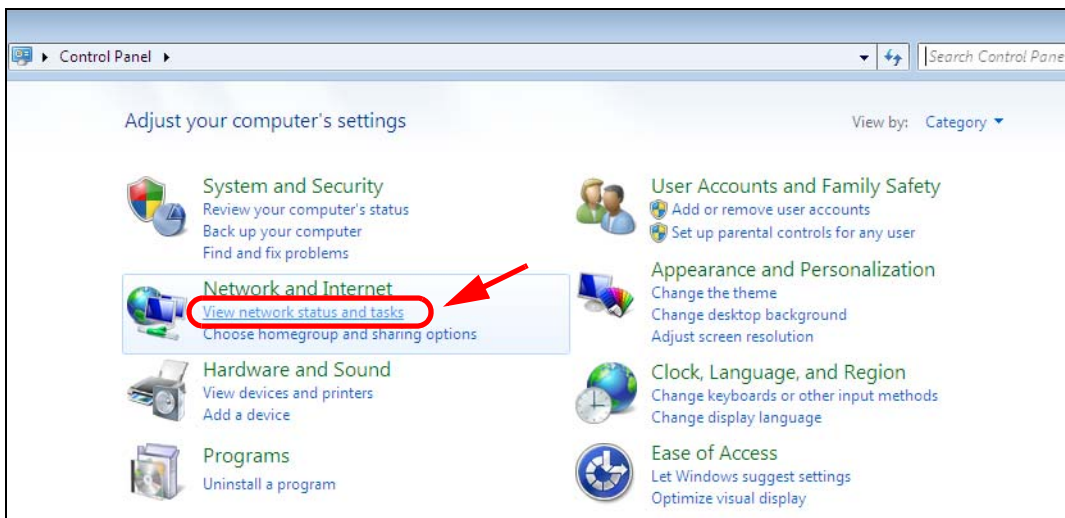 Control Panel
Search Control Pane
Adjust your computer's settings
View by: Category
System and Security
Review your computer's status
Back up your computer
Find and fix problems
Network and Internet
View network status and tasks
Choose homegroup and sharing options
Hardware and Sound
View devices and printers
Add a device
Programs
Uninstall a program
User Accounts and Family Safety
Add or remove user accounts
Set up parental controls for any user
Appearance and Personalization
Change the theme
Change desktop background
Adjust screen resolution
Clock, Language, and Region
Change keyboards or other input methods
Change display language
Ease of Access
Let Windows suggest settings
Optimize visual display